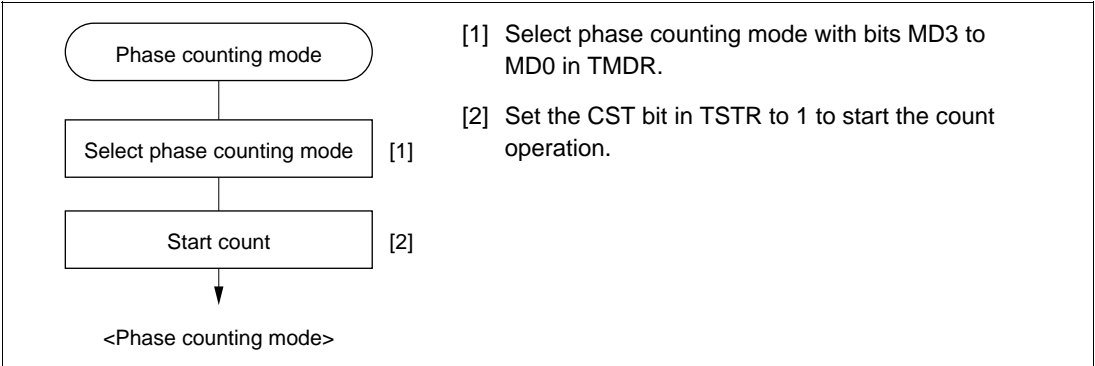 Phase counting mode
Select phase counting mode [1]
Start count [2]
<Phase counting mode>
[1] Select phase counting mode with bits MD3 to
MD0 in TMDR.
[2] Set the CST bit in TSTR to 1 to start the count
operation.